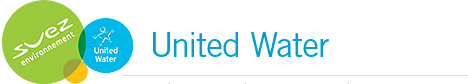 suez
environnement
United
Water
United Water